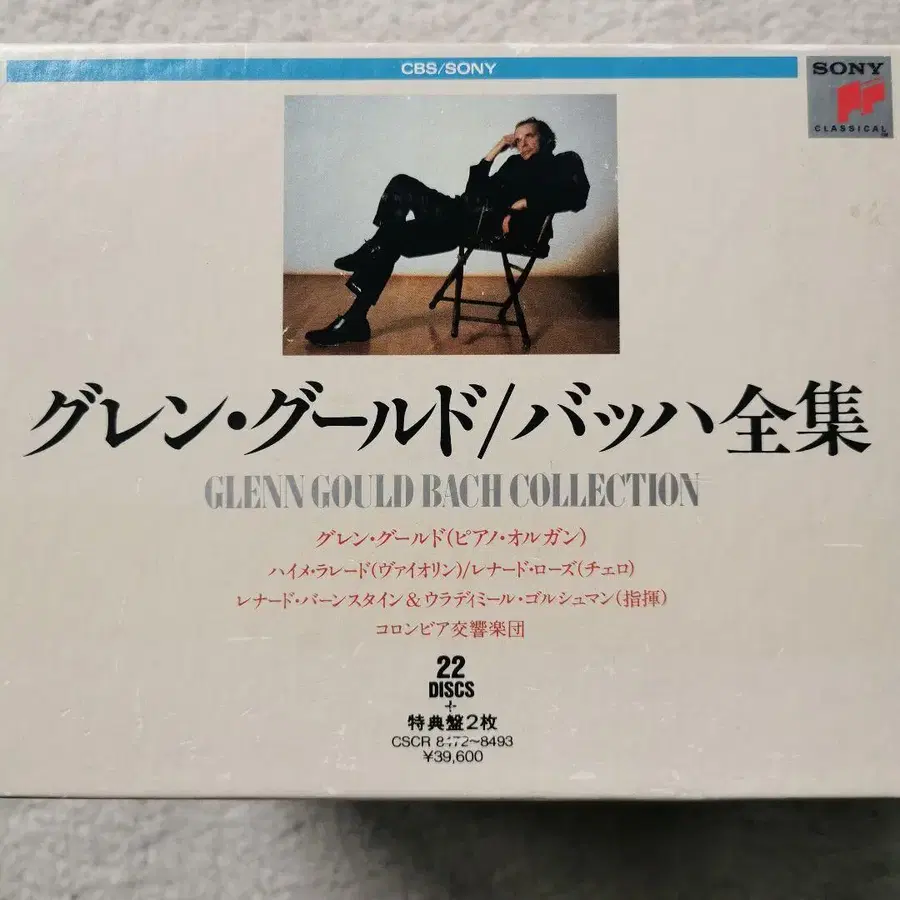 CBS/SONY
SONY
CLASSICAL
グレン・グールド/バッハ全集
GLENN GOULD BACH COLLECTION
グレン・グールド(ピアノ・オルガン)
ハイメ・ラレード(ヴァイオリン)/レナード・ローズ(チェロ)
レナード・バーンスタイン&ウラディミール・ゴルシュマン(指揮)
コロンビア交響楽団
22
DISCS
+
特典盤2枚
CSCR 8472~8493
¥39,600